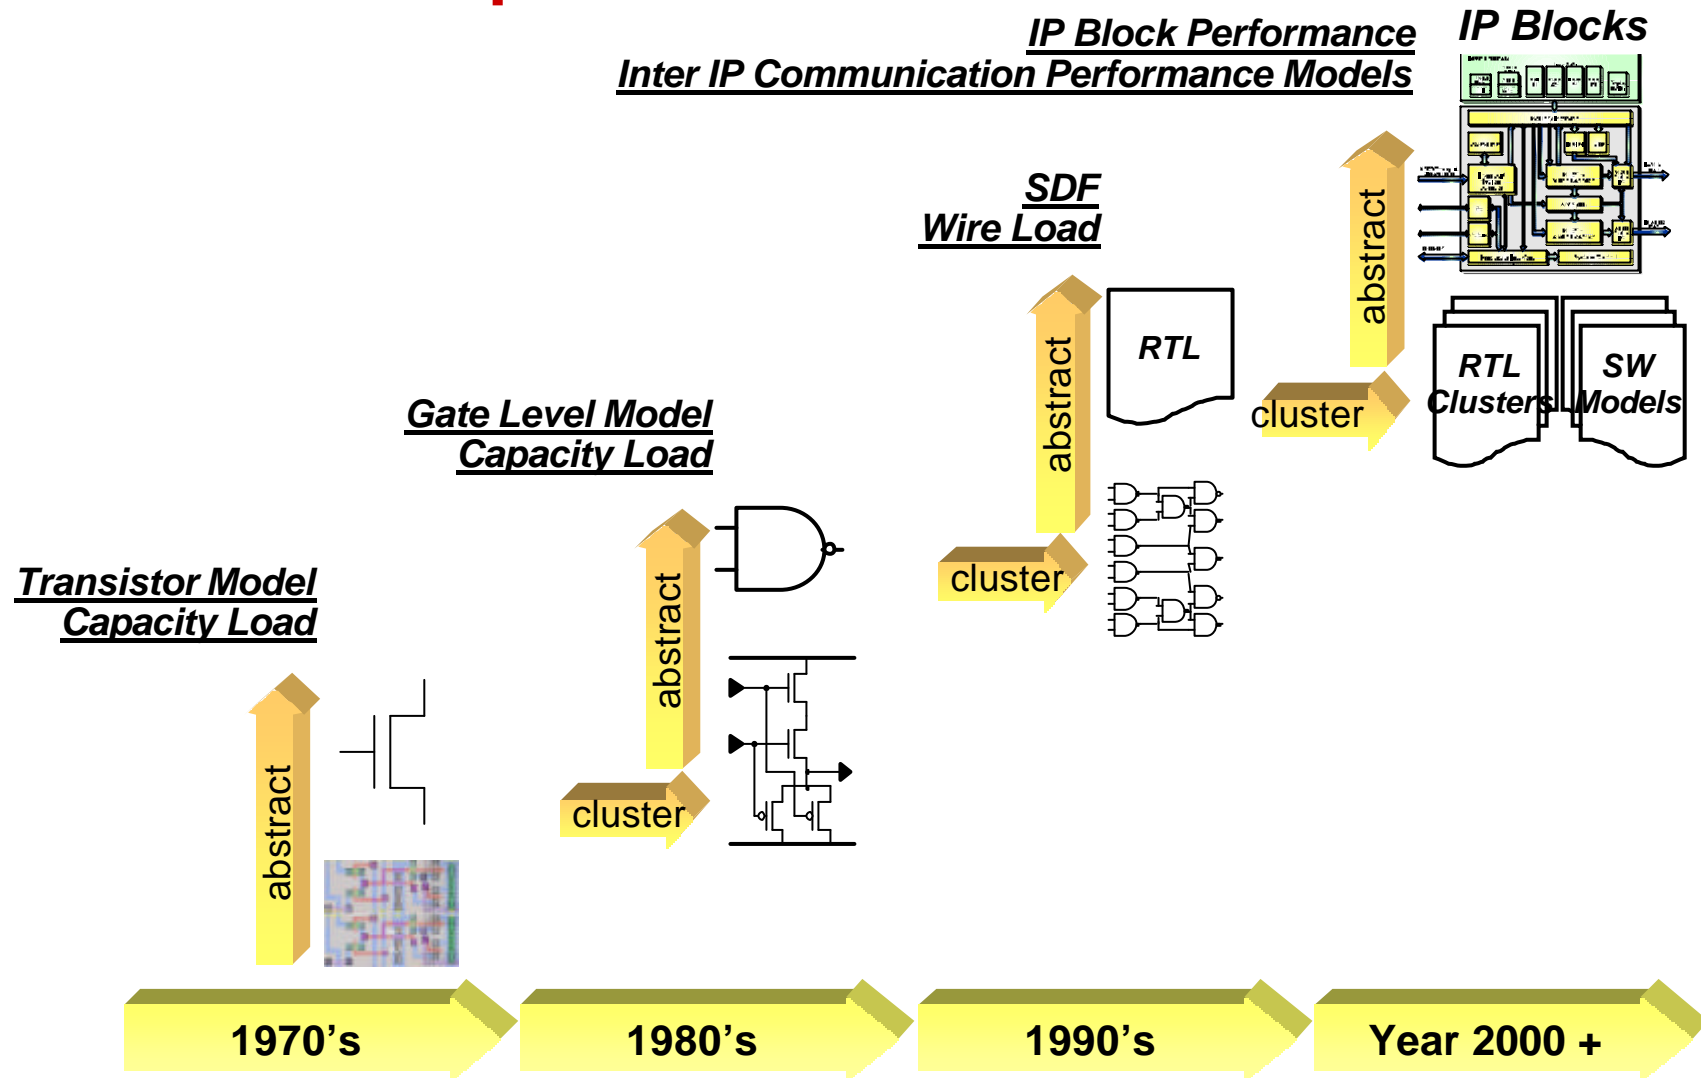 IP Block Performance
Inter IP Communication Performance Models
IP Blocks
SDF
Wire Load
abstract
RTL
abstract
cluster
RTL
Clusters
SW
Models
Gate Level Model
Capacity Load
abstract
cluster
Transistor Model
Capacity Load
abstract
cluster
1970's
1980's
1990's
Year 2000 +